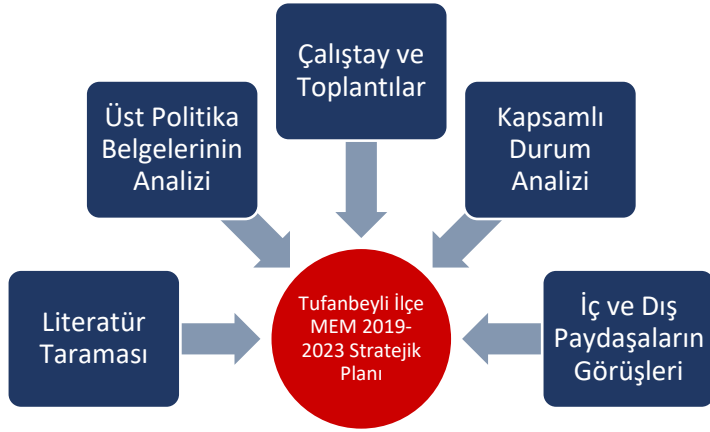 Çalıştay ve
Toplantılar
Üst Politika
Belgelerinin
Analizi
Kapsamlı
Durum
Analizi
Literatür
Taraması
Tufanbeyli İlçe
MEM 2019-
2023 Stratejik
Planı
İç ve Dış
Paydaşaların
Görüşleri